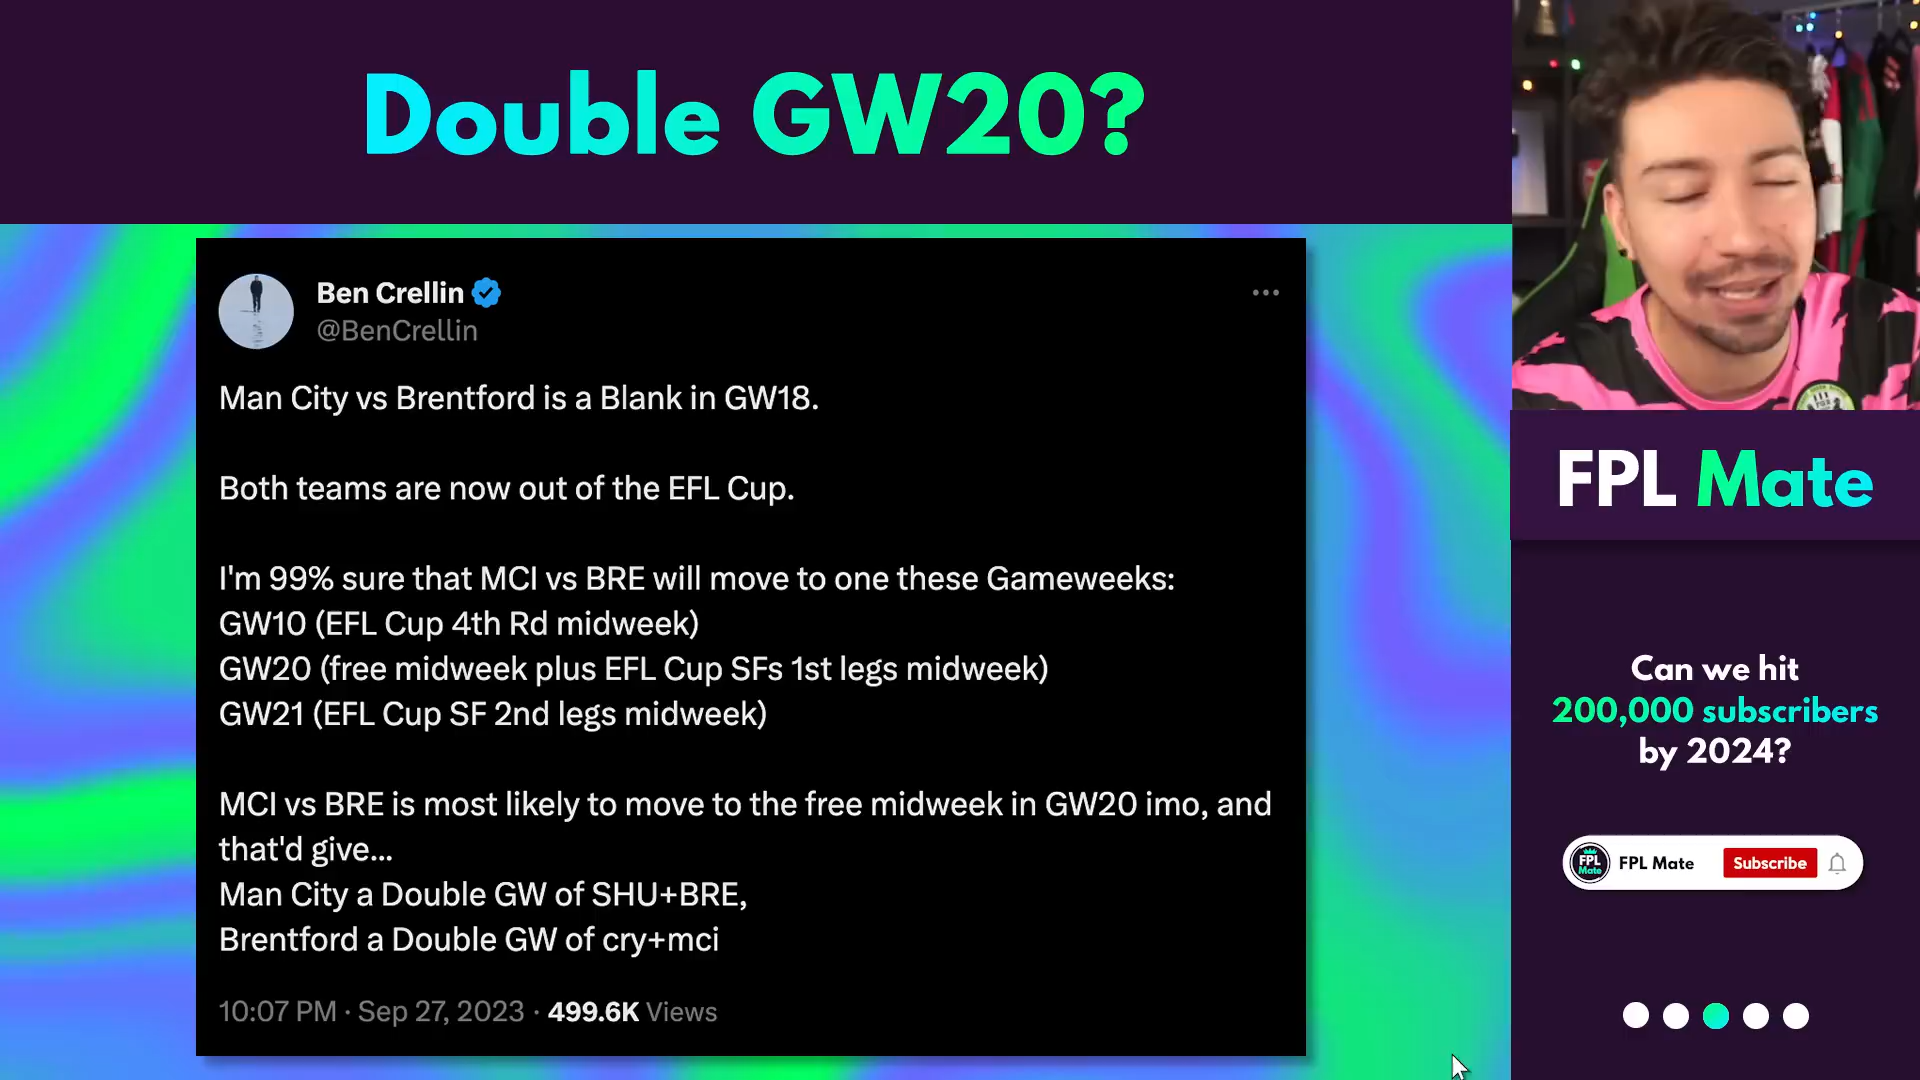 Double GW20?
Ben Crellin
@BenCrellin
Man City vs Brentford is a Blank in GW18.
Both teams are now out of the EFL Cup.
I'm 99% sure that MCI vs BRE will move to one these Gameweeks:
GW10 (EFL Cup 4th Rd midweek)
GW20 (free midweek plus EFL Cup SFs 1st legs midweek)
GW21 (EFL Cup SF 2nd legs midweek)
MCI vs BRE is most likely to move to the free midweek in GW20 imo, and
that'd give...
Man City a Double GW of SHU+BRE,
Brentford a Double GW of cry+mci
10:07 PM · Sep 27, 2023 · 499.6K Views
FPL Mate
Can we hit
200,000 subscribers
by 2024?
FPL
Mate
FPL Mate
Subscribe